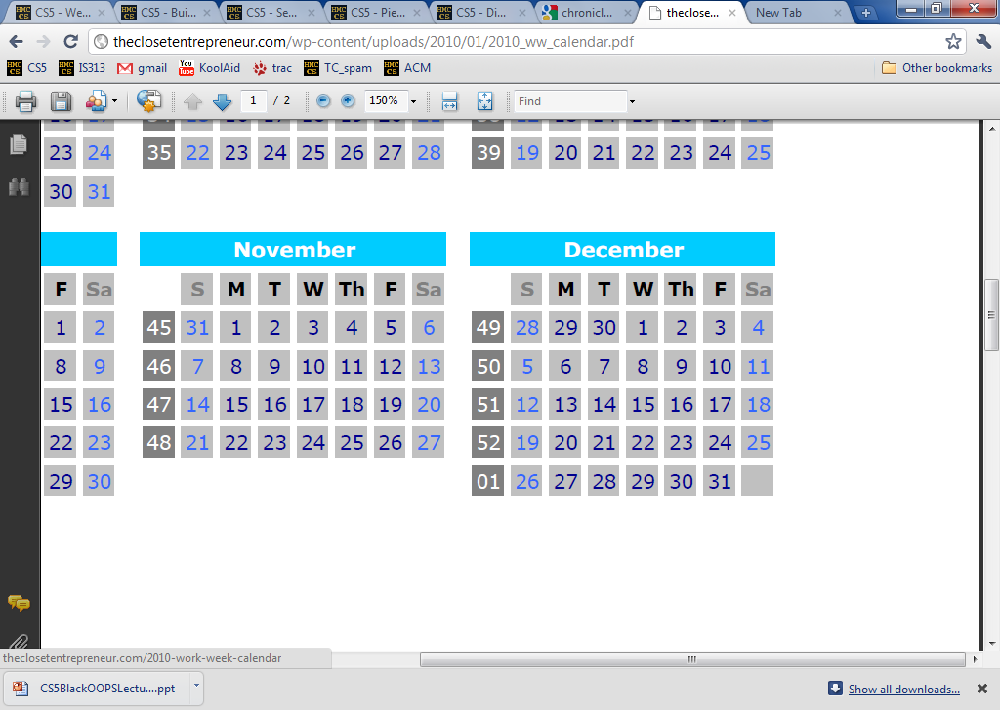 CS5 - We... CS5 - Bui... CS5 - Se... CS5 - Pie... CS5 - Di... chronicl... theclose... New Tab
theclosetentrepreneur.com/wp-content/uploads/2010/01/2010_ww_calendar.pdf
CS5 IS313 gmail KoolAid trac TC_spam ACM Other bookmarks
1 / 2 150% Find
23 24 35 22 23 24 25 26 27 28 39 19 20 21 22 23 24 25
30 31
November December
F Sa S M T W Th F Sa S M T W Th F Sa
1 2 45 31 1 2 3 4 5 6 49 28 29 30 1 2 3 4
8 9 46 7 8 9 10 11 12 13 50 5 6 7 8 9 10 11
15 16 47 14 15 16 17 18 19 20 51 12 13 14 15 16 17 18
22 23 48 21 22 23 24 25 26 27 52 19 20 21 22 23 24 25
29 30 01 26 27 28 29 30 31
theclosetentrepreneur.com/2010-work-week-calendar
CS5BlackOOPSLectu....ppt Show all downloads...